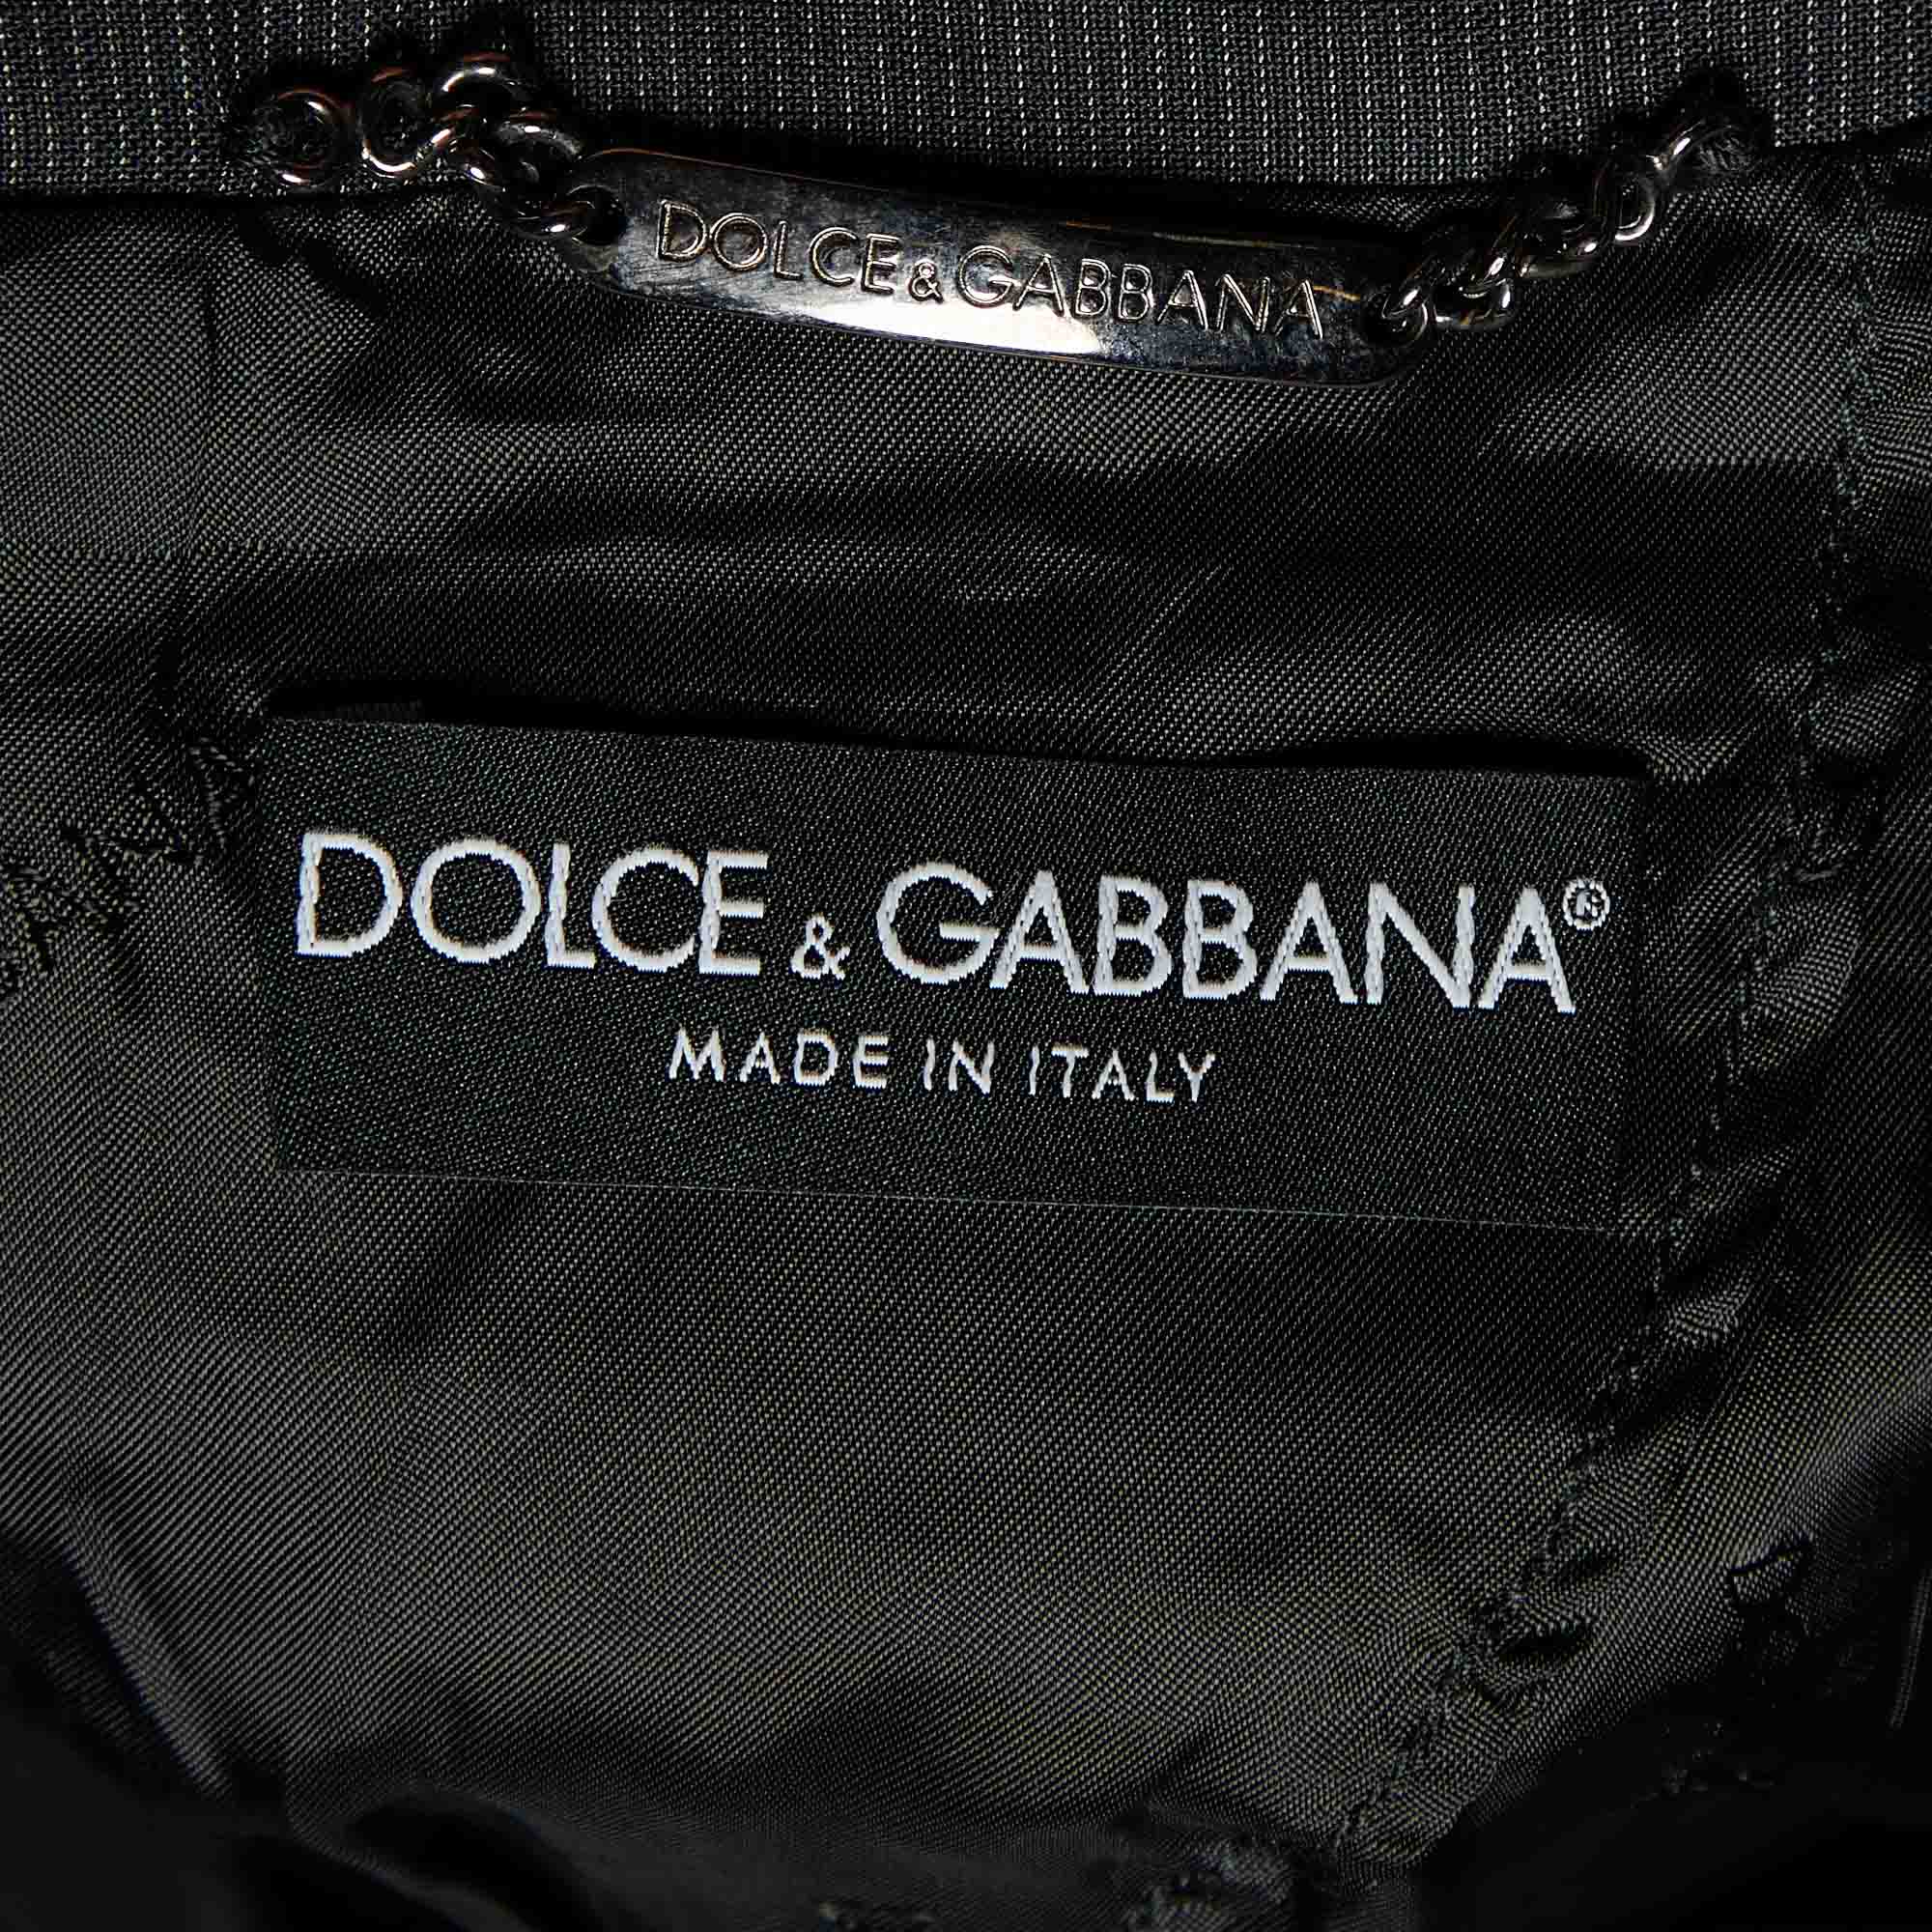 DOLCE & GABBANA
DOLCE & GABBANA®
MADE IN ITALY